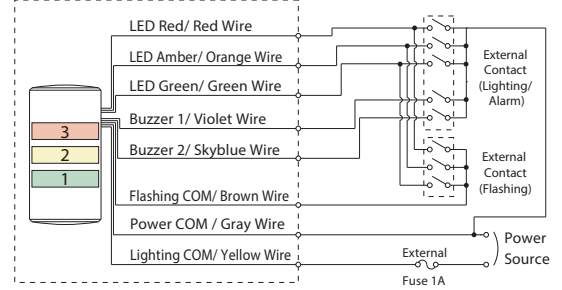 LED Red/ Red Wire
LED Amber/ Orange Wire
LED Green/ Green Wire
Buzzer 1/ Violet Wire
Buzzer 2/ Skyblue Wire
Flashing COM/ Brown Wire
Power COM / Gray Wire
Lighting COM/ Yellow Wire
3
2
1
External
Contact
(Lighting/
Alarm)
External
Contact
(Flashing)
Power
Source
External
Fuse 1A